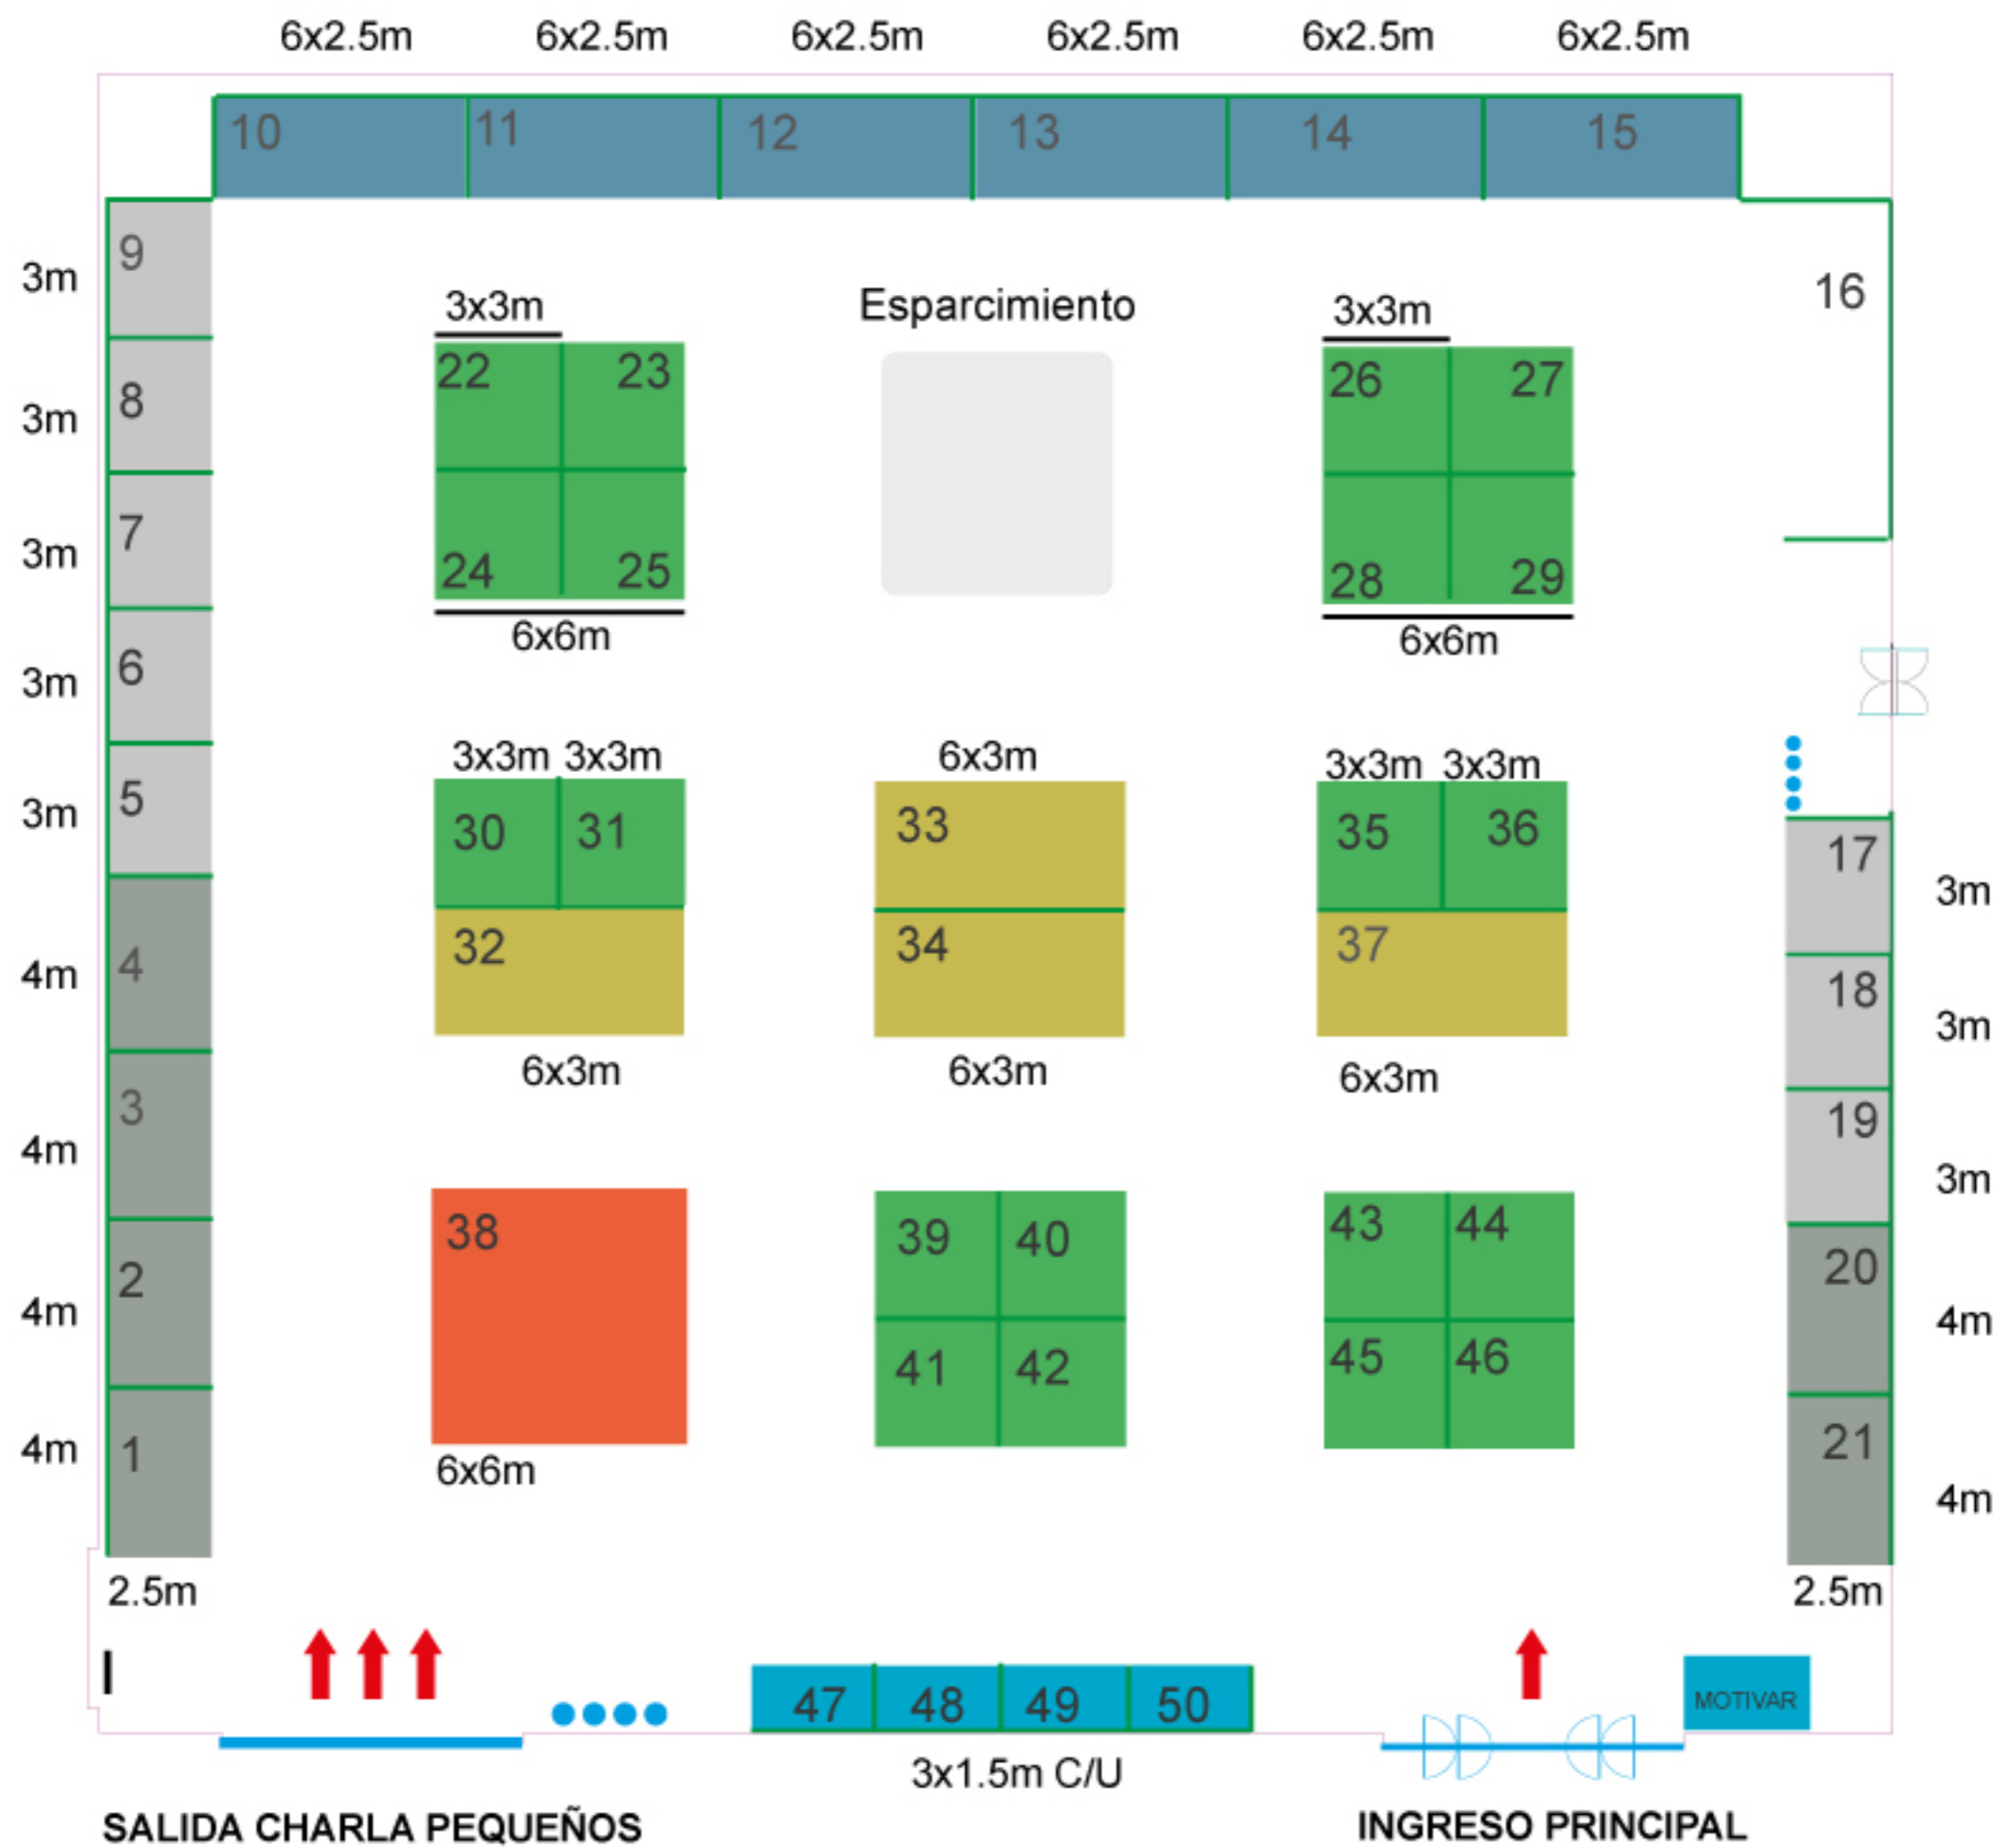 6x2.5m 6x2.5m 6x2.5m 6x2.5m 6x2.5m 6x2.5m
10 11 12 13 14 15
9
3m
16
3x3m Esparcimiento 3x3m
22 23 26 27
8
3m
7
3m
24 25 28 29
6x6m 6x6m
6
3m
3x3m 3x3m 6x3m 3x3m 3x3m
5
3m
30 31 33 35 36
17
3m
32 34 37
4
4m
18
3m
6x3m 6x3m 6x3m
3
4m
19
3m
38 39 40 43 44
2
4m
20
4m
41 42 45 46
1
4m
21
4m
6x6m
2.5m 2.5m
47 48 49 50 MOTIVAR
3x1.5m C/U
SALIDA CHARLA PEQUEÑOS INGRESO PRINCIPAL